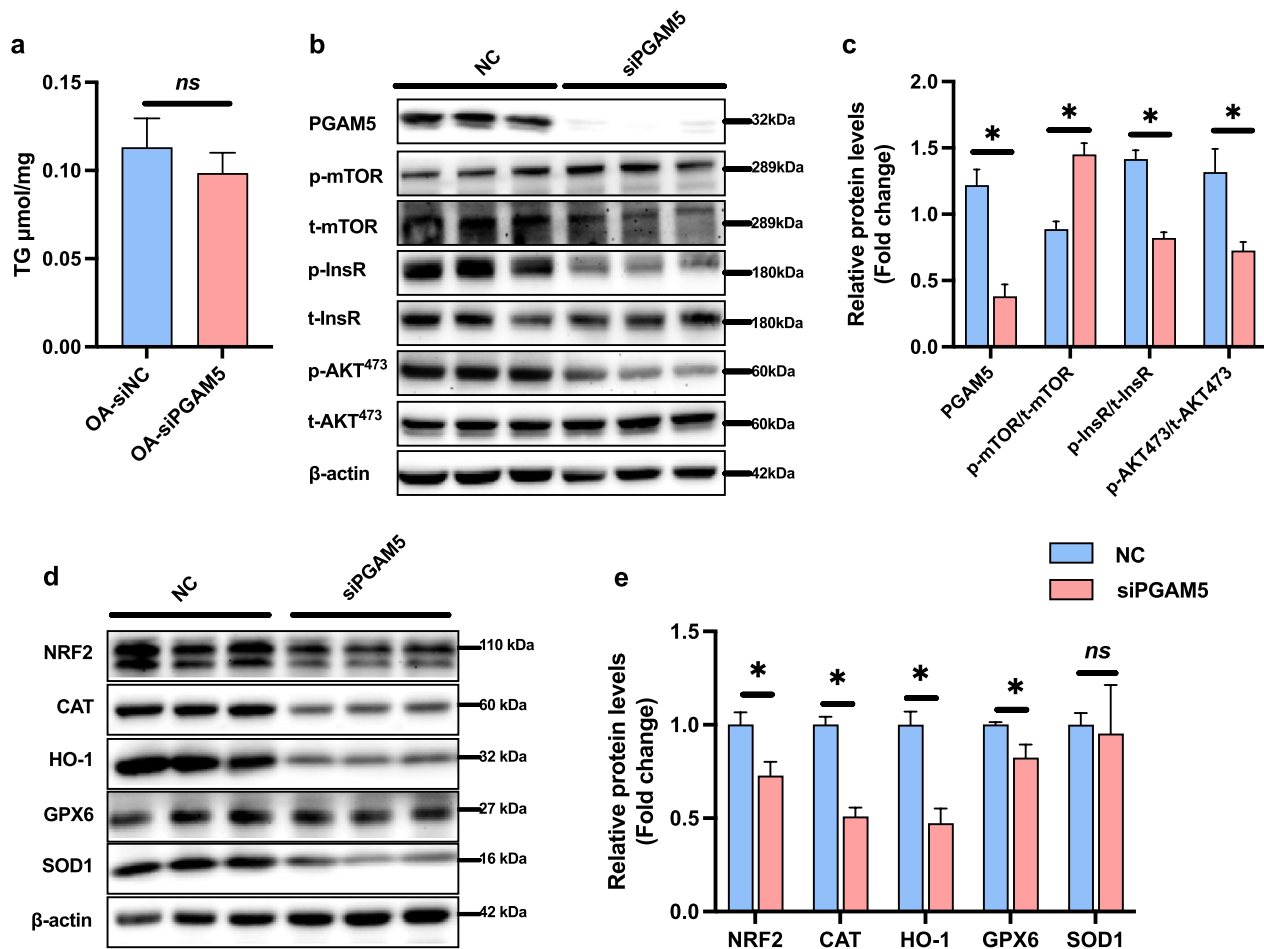 a
TG µmol/mg
0.15
0.10
0.05
0.00
ns
OA-siNC
OA-siPGAM5
b
NC
siPGAM5
PGAM5
32kDa
p-mTOR
289kDa
t-mTOR
289kDa
p-InsR
180kDa
t-InsR
180kDa
p-AKT473
60kDa
t-AKT473
60kDa
β-actin
42kDa
c
Relative protein levels
(Fold change)
2.0
1.5
1.0
0.5
0.0
*
*
*
*
PGAM5
p-mTOR/t-mTOR
p-InsR/t-InsR
p-AKT473/t-AKT473
NC
siPGAM5
d
NC
siPGAM5
NRF2
110 kDa
CAT
60 kDa
HO-1
32 kDa
GPX6
27 kDa
SOD1
16 kDa
β-actin
42 kDa
e
Relative protein levels
(Fold change)
1.5
1.0
0.5
0.0
*
*
*
*
ns
NRF2
CAT
HO-1
GPX6
SOD1